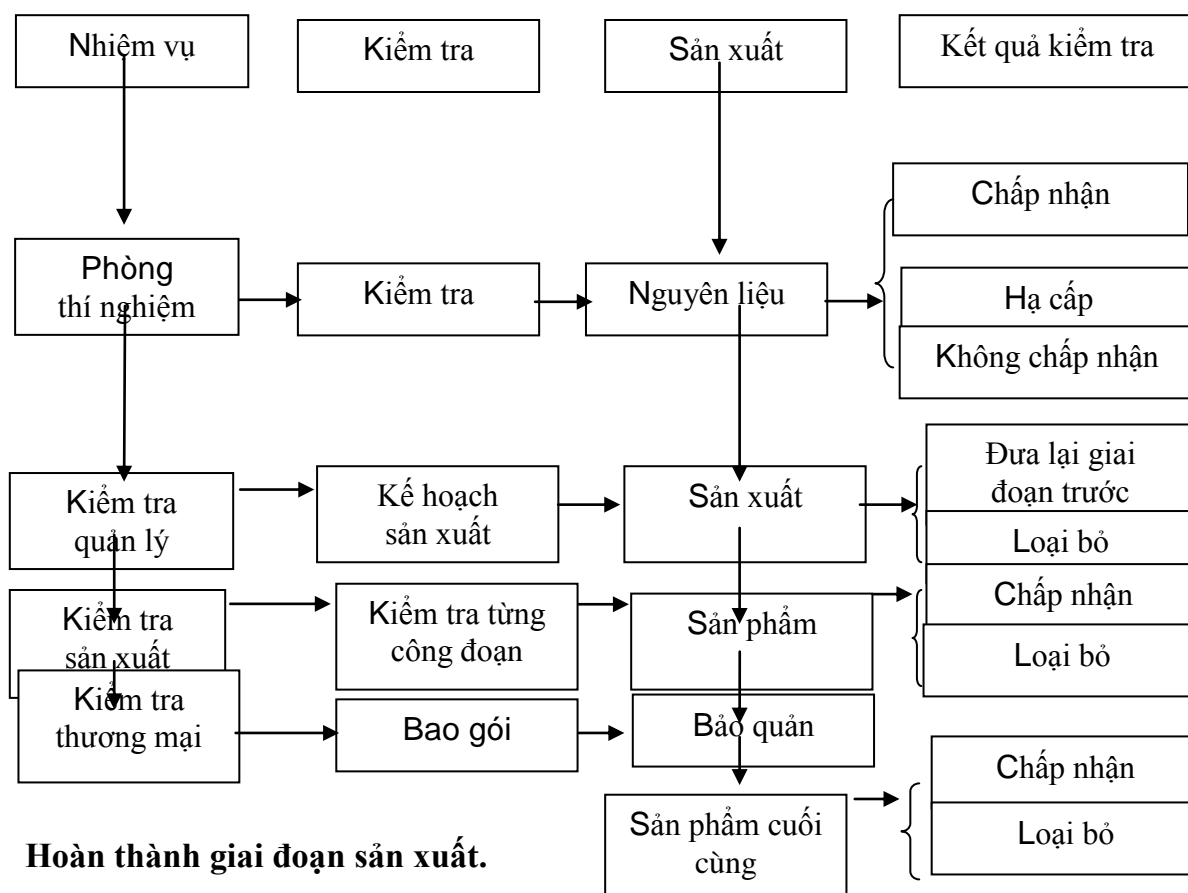 Nhiệm vụ
Kiểm tra
Sản xuất
Kết quả kiểm tra
Chấp nhận
Phòng
thí nghiệm
Kiểm tra
Nguyên liệu
Hạ cấp
Không chấp nhận
Kiểm tra
quản lý
Kế hoạch
sản xuất
Sản xuất
Đưa lại giai
đoạn trước
Loại bỏ
Kiểm tra
sản xuất
Kiểm tra từng
công đoạn
Sản phẩm
Chấp nhận
Loại bỏ
Kiểm tra
thương mại
Bao gói
Bảo quản
Chấp nhận
Sản phẩm cuối
cùng
Loại bỏ
Hoàn thành giai đoạn sản xuất.